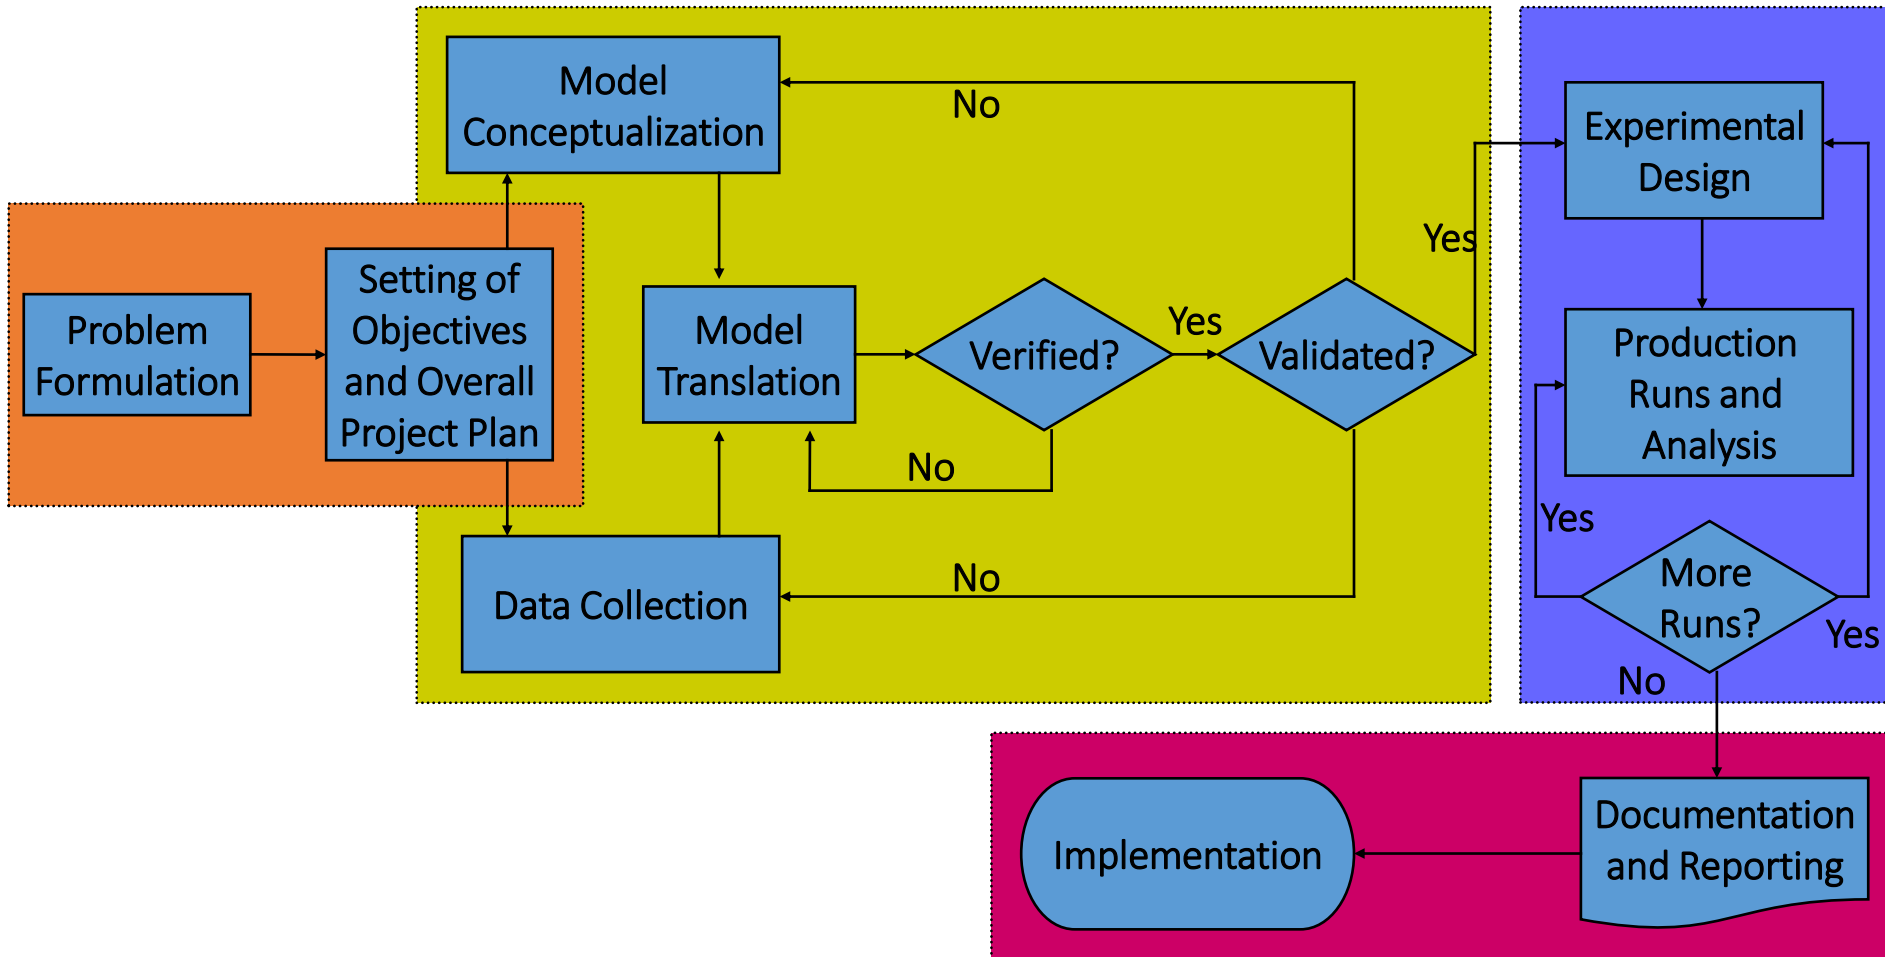 Problem
Formulation
Setting of
Objectives
and Overall
Project Plan
Model
Conceptualization
No
Model
Translation
Verified?
Yes
Validated?
No
Data Collection
No
Yes
Experimental
Design
Production
Runs and
Analysis
Yes
More
Runs?
Yes
No
Documentation
and Reporting
Implementation